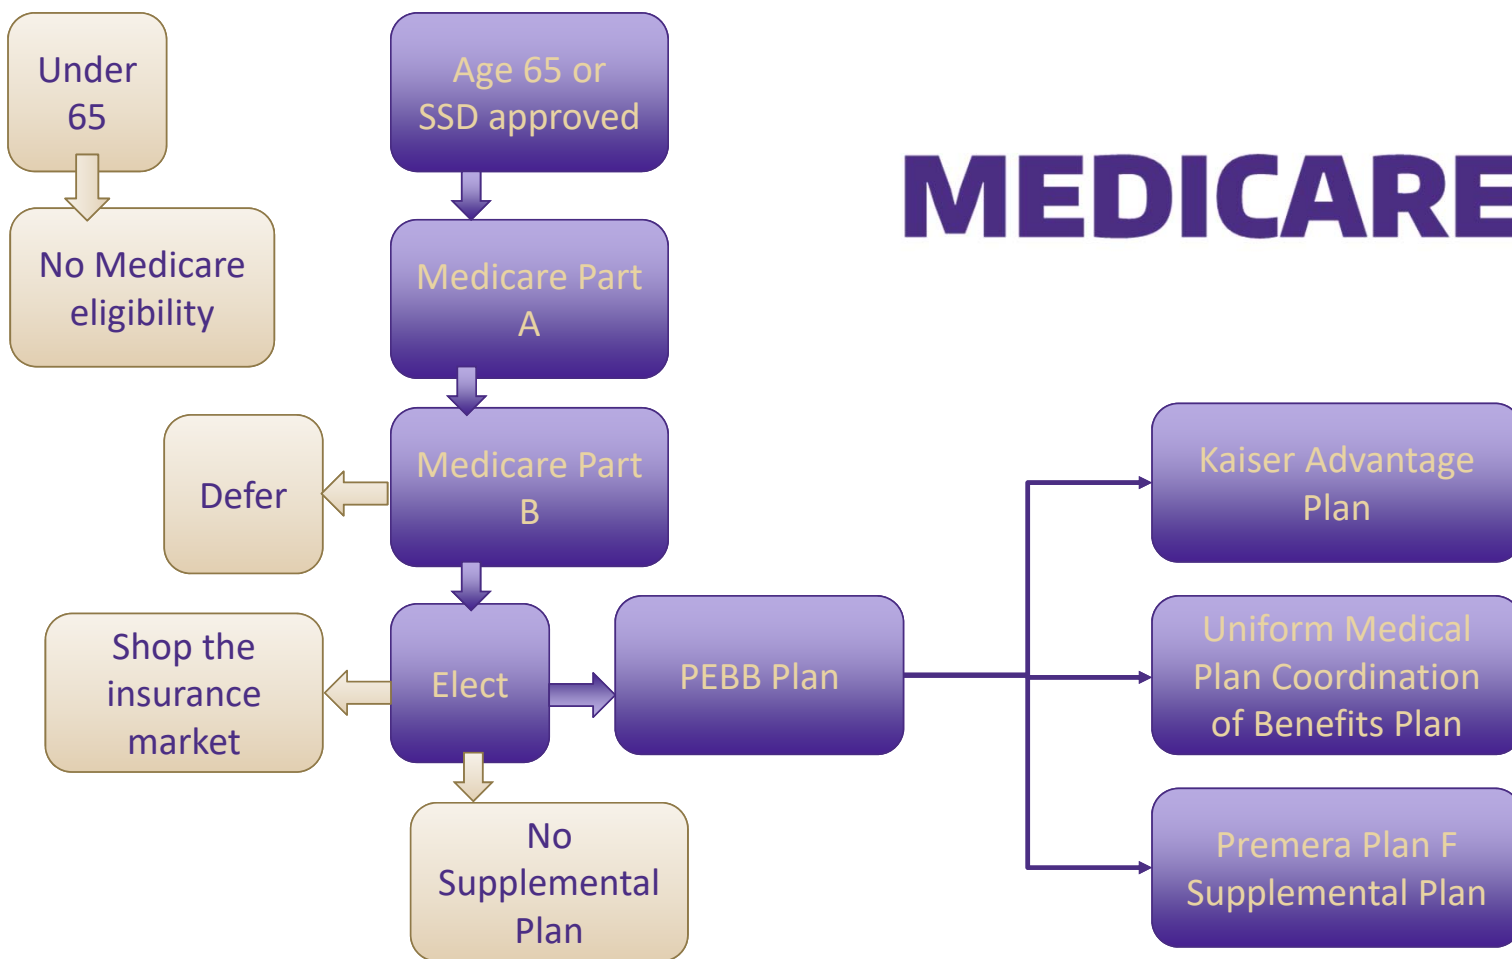 Under
65
Age 65 or
SSD approved
MEDICARE
No Medicare
eligibility
Medicare Part
A
Defer
Medicare Part
B
Kaiser Advantage
Plan
Shop the
insurance
market
Elect
PEBB Plan
Uniform Medical
Plan Coordination
of Benefits Plan
No
Supplemental
Plan
Premera Plan F
Supplemental Plan